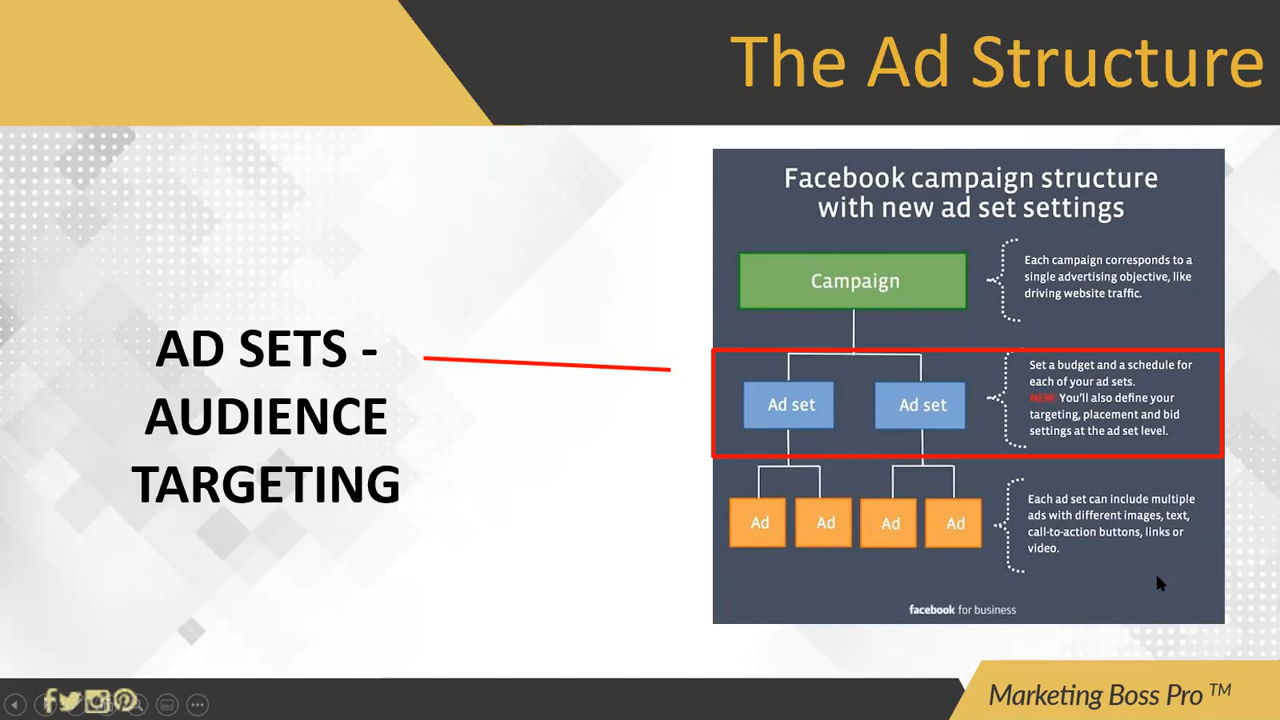 The Ad Structure
AD SETS -
AUDIENCE
TARGETING
Facebook campaign structure
with new ad set settings
Campaign
Each campaign corresponds to a
single advertising objective, like
driving website traffic.
Ad set
Ad set
Set a budget and a schedule for
each of your ad sets.
NEW! You'll also define your
targeting, placement and bid
settings at the ad set level.
Ad
Ad
Ad
Ad
Each ad set can include multiple
ads with different images, text,
call-to-action buttons, links or
video.
facebook for business
Marketing Boss Pro ™